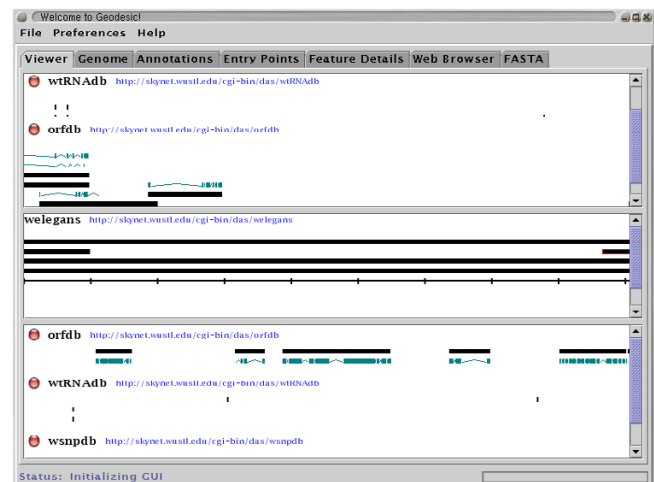 Welcome to Geodesic!
File Preferences Help
Viewer Genome Annotations Entry Points Feature Details Web Browser FASTA
wtRNAdb http://skynet.wustl.edu/cgi-bin/das/wtRNAdb
orfdb http://skynet.wustl.edu/cgi-bin/das/orfdb
welegans http://skynet.wustl.edu/cgi-bin/das/welegans
orfdb http://skynet.wustl.edu/cgi-bin/das/orfdb
wtRNAdb http://skynet.wustl.edu/cgi-bin/das/wtRNAdb
wsnpdb http://skynet.wustl.edu/cgi-bin/das/wsnpdb
Status: Initializing GUI